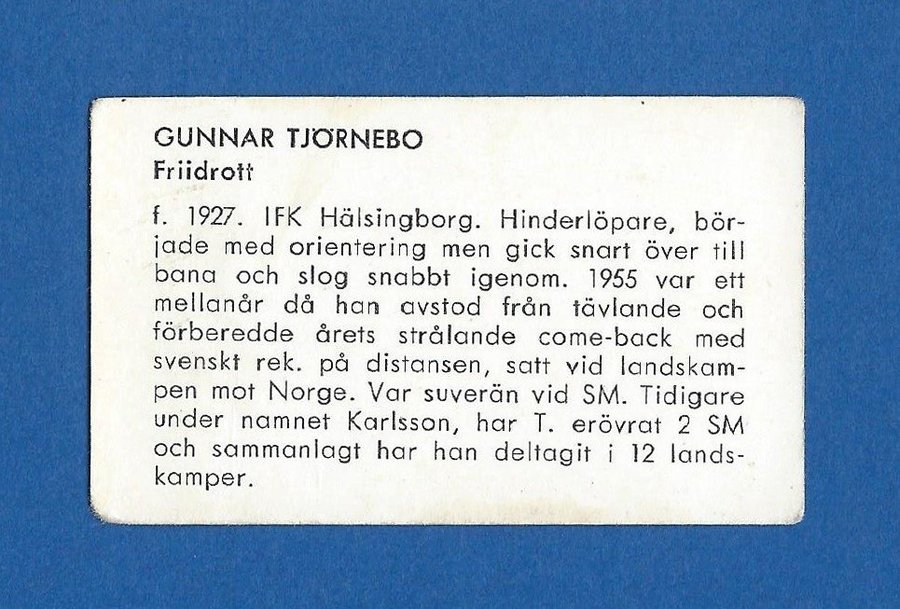 GUNNAR TJÖRNEBO
Friidrott
f. 1927. IFK Hälsingborg. Hinderlöpare, bör-
jade med orientering men gick snart över till
bana och slog snabbt igenom. 1955 var ett
mellanår då han avstod från tävlande och
förberedde årets strålande come-back med
svenskt rek. på distansen, satt vid landskam-
pen mot Norge. Var suverän vid SM. Tidigare
under namnet Karlsson, har T. erövrat 2 SM
och sammanlagt har han deltagit i 12 lands-
kamper.